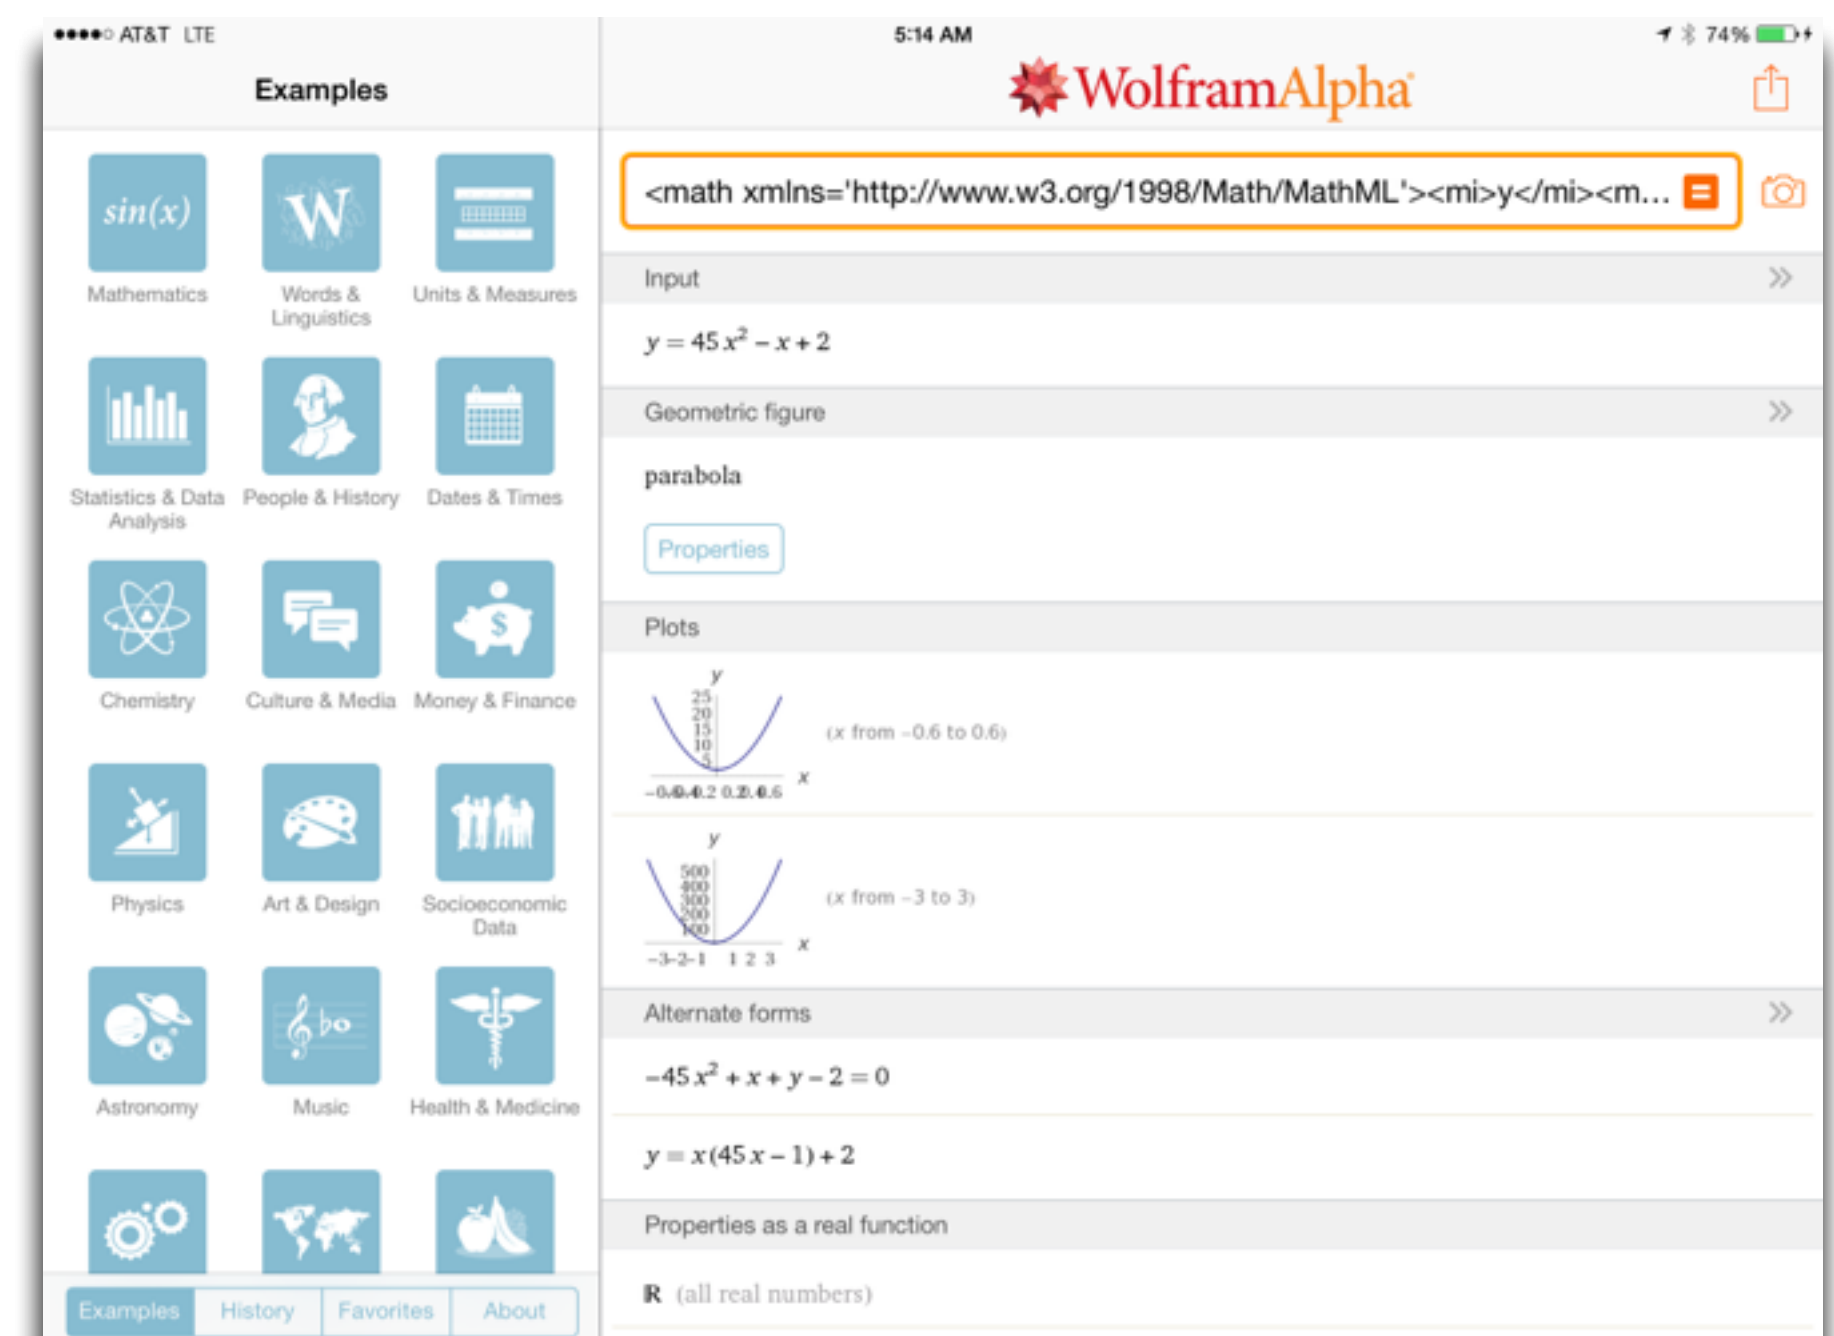 AT&T LTE
5:14 AM
74%
Examples
WolframAlpha
sin(x)
W
Mathematics
Words &
Linguistics
Units & Measures
Statistics & Data
Analysis
People & History
Dates & Times
$
Chemistry
Culture & Media
Money & Finance
Physics
Art & Design
Socioeconomic
Data
Astronomy
Music
Health & Medicine
Examples
History
Favorites
About
<math xmlns='http://www.w3.org/1998/Math/MathML'><mi>y</mi><m...
Input
y = 45 x² − x + 2
Geometric figure
parabola
Properties
Plots
y
25
20
15
10
5
x
(x from −0.6 to 0.6)
y
500
400
300
200
100
−3 −2 −1 1 2 3
x
(x from −3 to 3)
Alternate forms
−45 x² + x + y − 2 = 0
y = x (45 x − 1) + 2
Properties as a real function
ℝ (all real numbers)